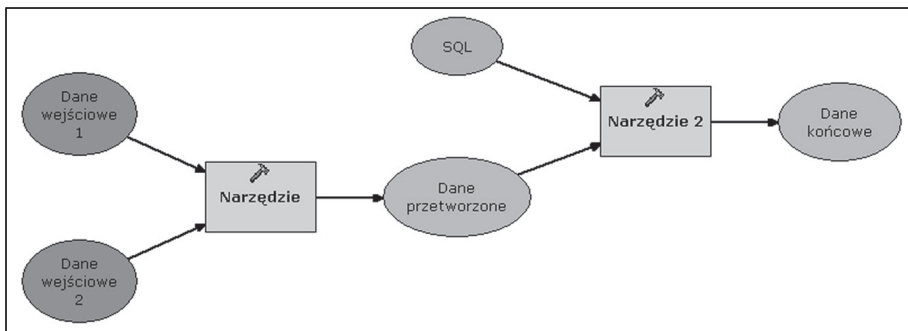 Dane
wejściowe
1
Dane
wejściowe
2
Narzędzie
Dane
przetworzone
SQL
Narzędzie 2
Dane
końcowe